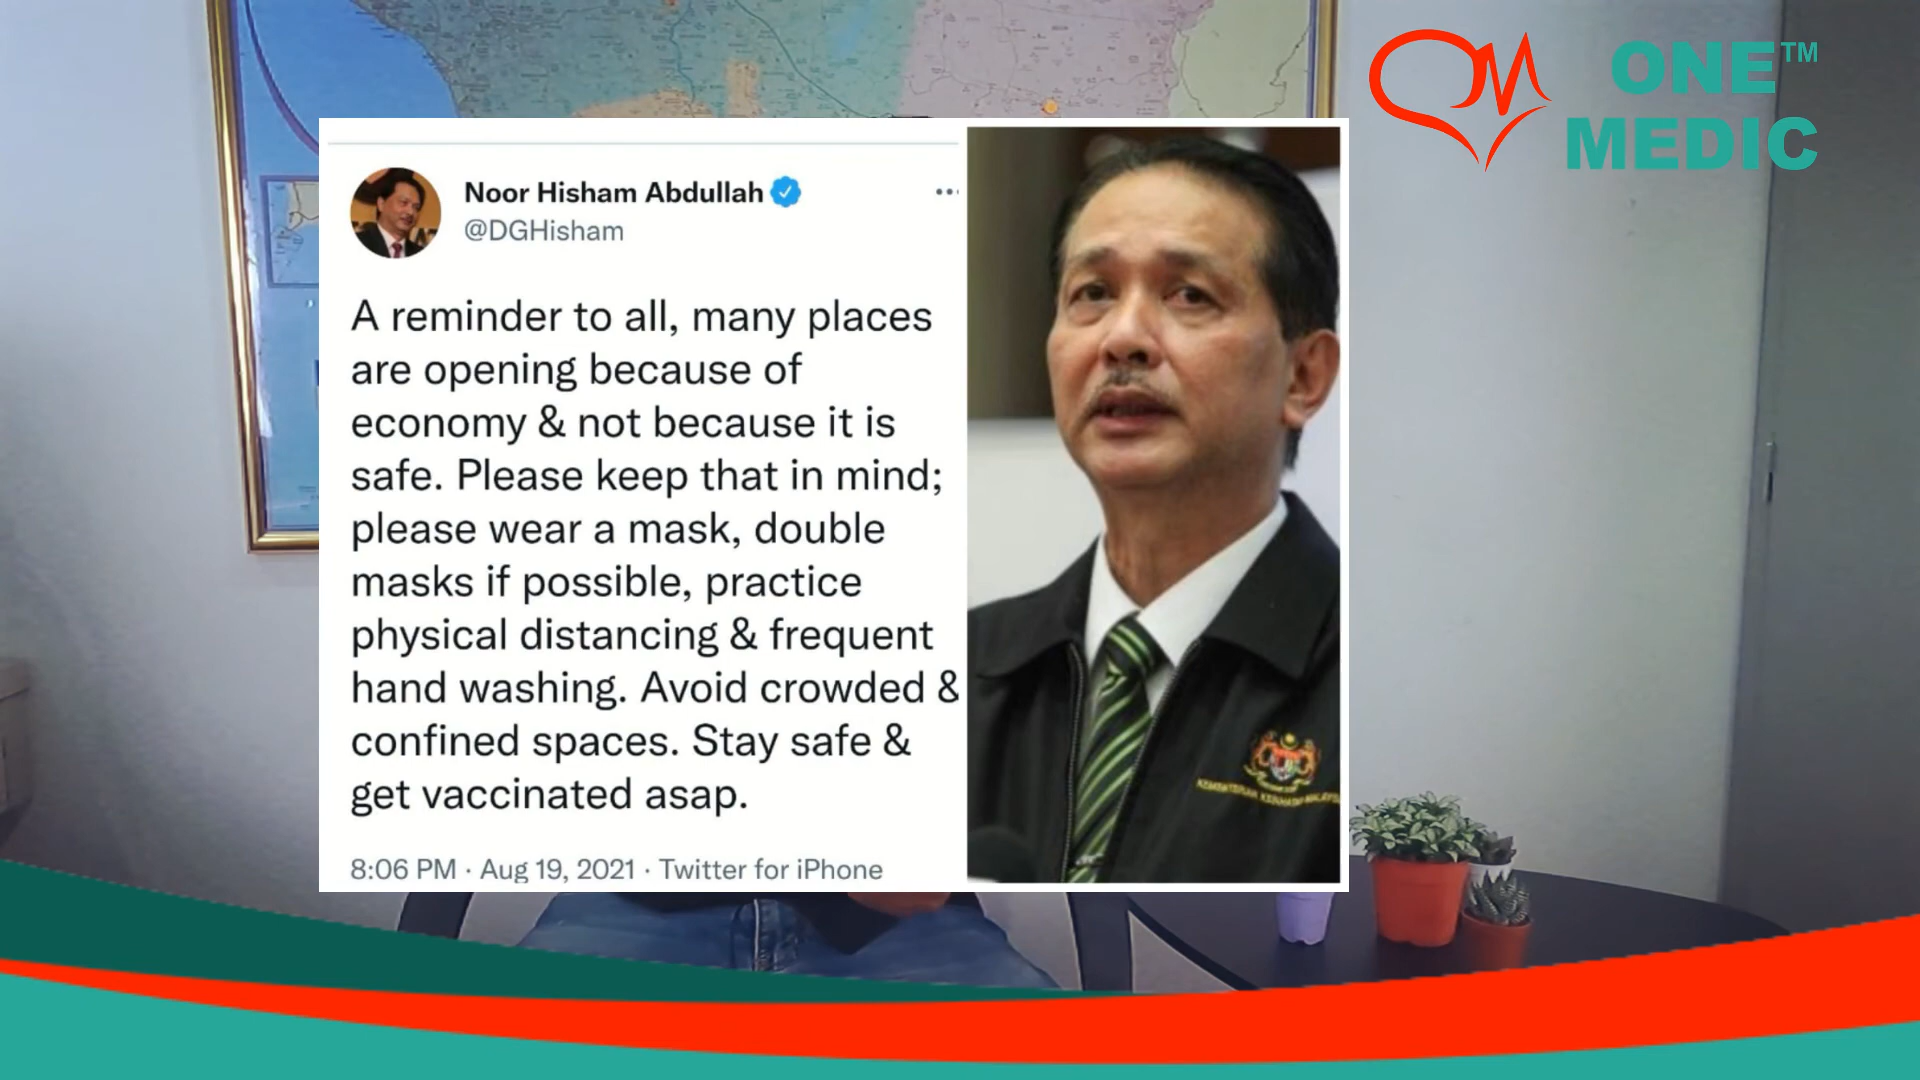 ONE™
MEDIC
Noor Hisham Abdullah
@DGHisham
A reminder to all, many places
are opening because of
economy & not because it is
safe. Please keep that in mind;
please wear a mask, double
masks if possible, practice
physical distancing & frequent
hand washing. Avoid crowded &
confined spaces. Stay safe &
get vaccinated asap.
8:06 PM · Aug 19, 2021 · Twitter for iPhone